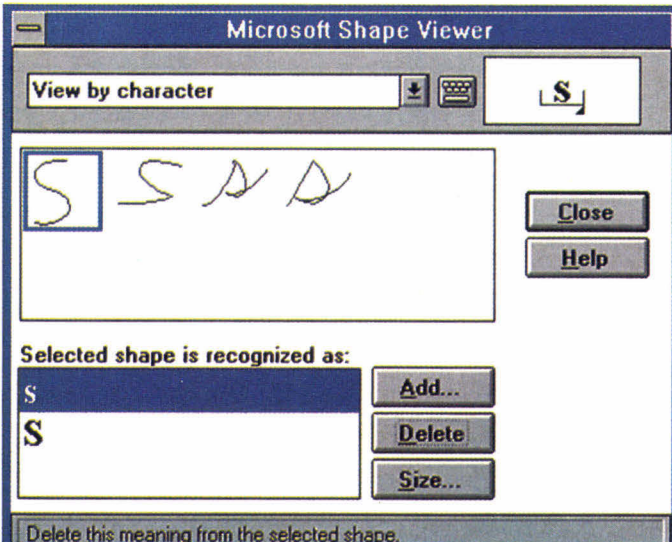 Microsoft Shape Viewer
View by character
S
S S s s
Close
Help
Selected shape is recognized as:
s
S
Add...
Delete
Size...
Delete this meaning from the selected shape.